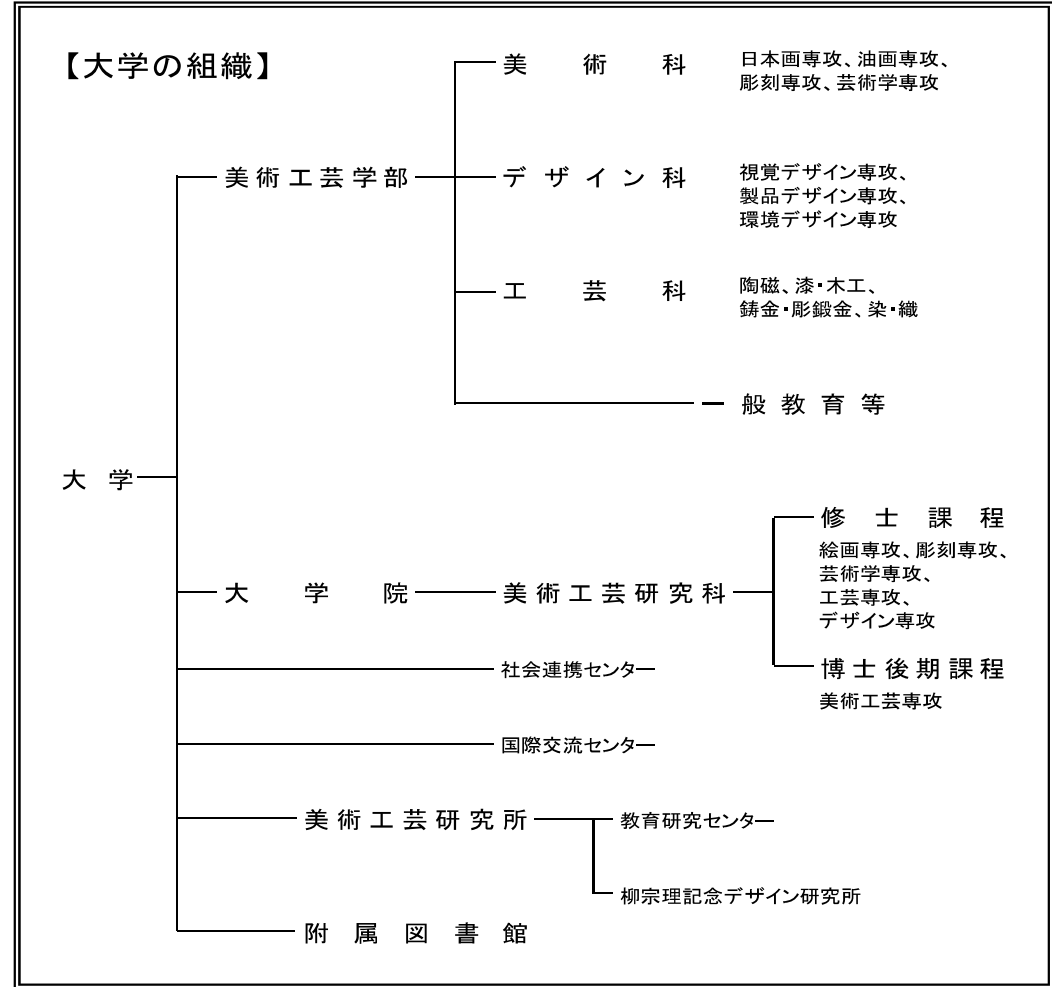 【大学の組織】
美術科
日本画専攻、油画専攻、
彫刻専攻、芸術学専攻
美術工芸学部
デザイン科
視覚デザイン専攻、
製品デザイン専攻、
環境デザイン専攻
工芸科
陶磁、漆・木工、
鋳金・彫鍛金、染・織
一般教育等
大学
修士課程
絵画専攻、彫刻専攻、
芸術学専攻、
工芸専攻、
デザイン専攻
大学院
美術工芸研究科
社会連携センター
博士後期課程
美術工芸専攻
国際交流センター
美術工芸研究所
教育研究センター
柳宗理記念デザイン研究所
附属図書館